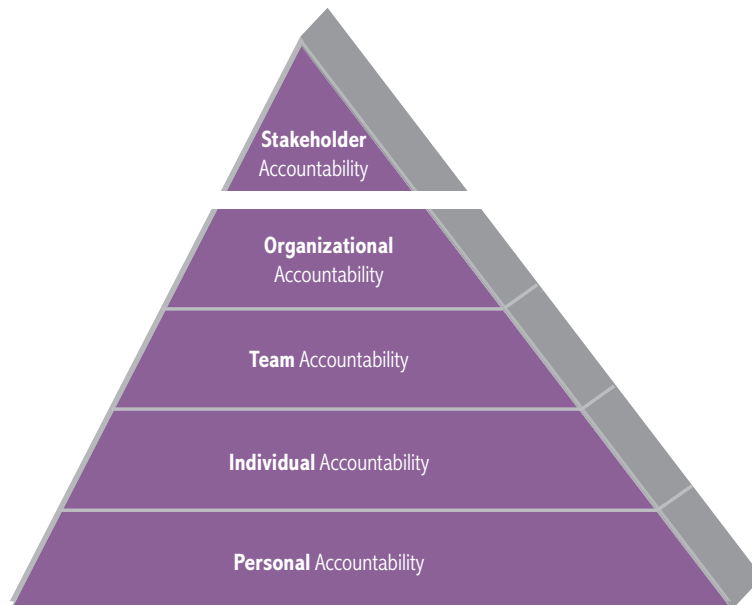 Stakeholder
Accountability
Organizational
Accountability
Team Accountability
Individual Accountability
Personal Accountability